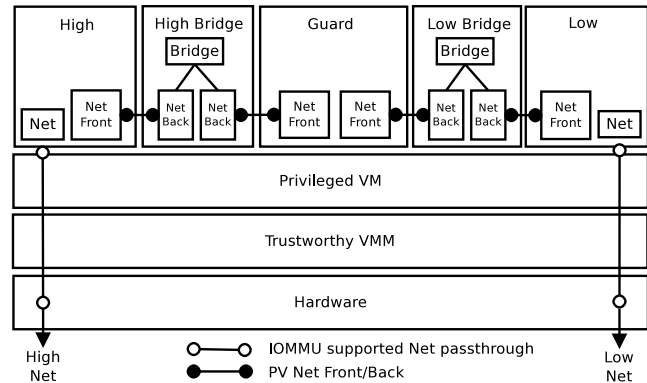 High
High Bridge
Guard
Low Bridge
Low
Bridge
Bridge
Net
Net
Front
Net
Back
Net
Back
Net
Front
Net
Front
Net
Back
Net
Back
Net
Front
Net
Privileged VM
Trustworthy VMM
Hardware
High
Net
IOMMU supported Net passthrough
PV Net Front/Back
Low
Net